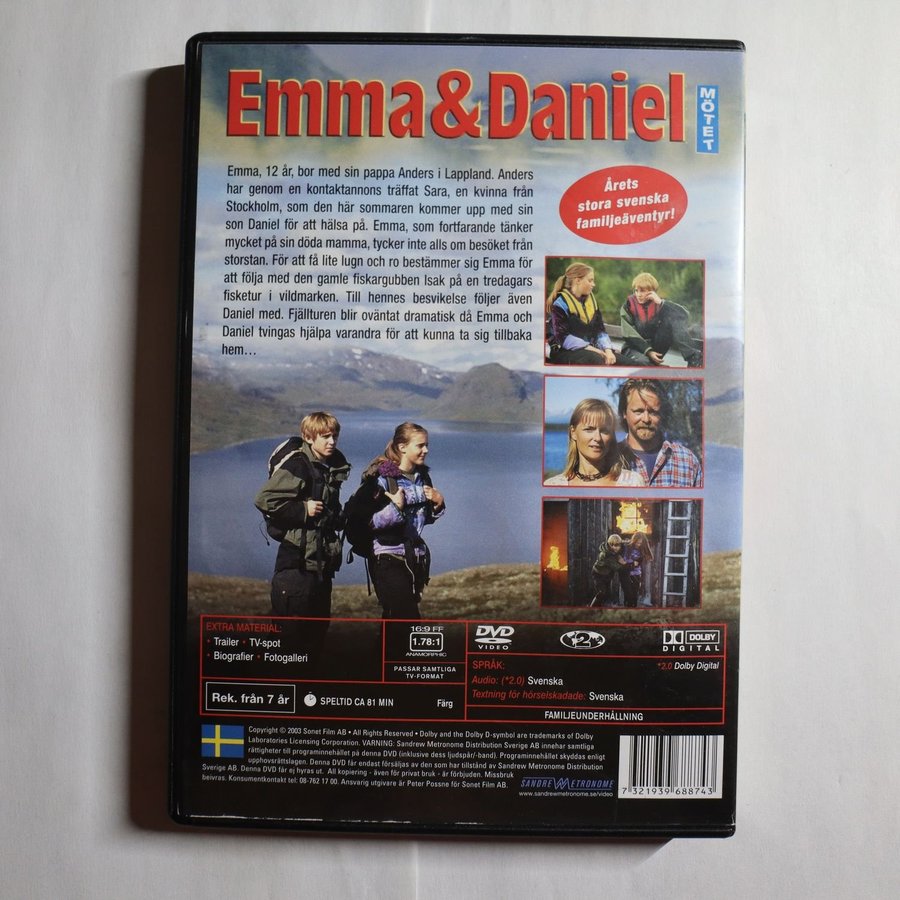 Emma & Daniel
MÖTET
Emma, 12 år, bor med sin pappa Anders i Lappland. Anders
har genom en kontaktannons träffat Sara, en kvinna från
Stockholm, som den här sommaren kommer upp med sin
son Daniel för att hälsa på. Emma, som fortfarande tänker
mycket på sin döda mamma, tycker inte alls om besöket från
storstan. För att få lite lugn och ro bestämmer sig Emma för
att följa med den gamle fiskargubben Isak på en tredagars
fisketur i vildmarken. Till hennes besvikelse följer även
Daniel med. Fjällturen blir oväntat dramatisk då Emma och
Daniel tvingas hjälpa varandra för att kunna ta sig tillbaka
hem...
Årets
stora svenska
familjeäventyr!
EXTRA MATERIAL:
• Trailer • TV-spot
• Biografier • Fotogalleri
16:9 FF
1.78:1
ANAMORPHIC
PASSAR SAMTLIGA
TV-FORMAT
DVD
VIDEO
2
DOLBY
DIGITAL
SPRÅK:
*2.0 Dolby Digital
Audio: (*2.0) Svenska
Textning för hörselskadade: Svenska
FAMILJEUNDERHÅLLNING
Rek. från 7 år
SPELTID CA 81 MIN
Färg
Copyright © 2003 Sonet Film AB • All Rights Reserved • Dolby and the Dolby D-symbol are trademarks of Dolby
Laboratories Licensing Corporation. VARNING: Sandrew Metronome Distribution Sverige AB innehar samtliga
rättigheter till programinnehållet på denna DVD (inklusive dess ljudspår/-band). Programinnehållet skyddas enligt
upphovsrättslagen. Denna DVD får endast försäljas av den som har tillstånd av Sandrew Metronome Distribution
Sverige AB. Denna DVD får ej hyras ut. All kopiering - även för privat bruk - är förbjuden. Missbruk
beivras. Konsumentkontakt tel: 08-762 17 00. Ansvarig utgivare är Peter Possne för Sonet Film AB.
SANDREW METRONOME
www.sandrewmetronome.se/video
7 321939 688743